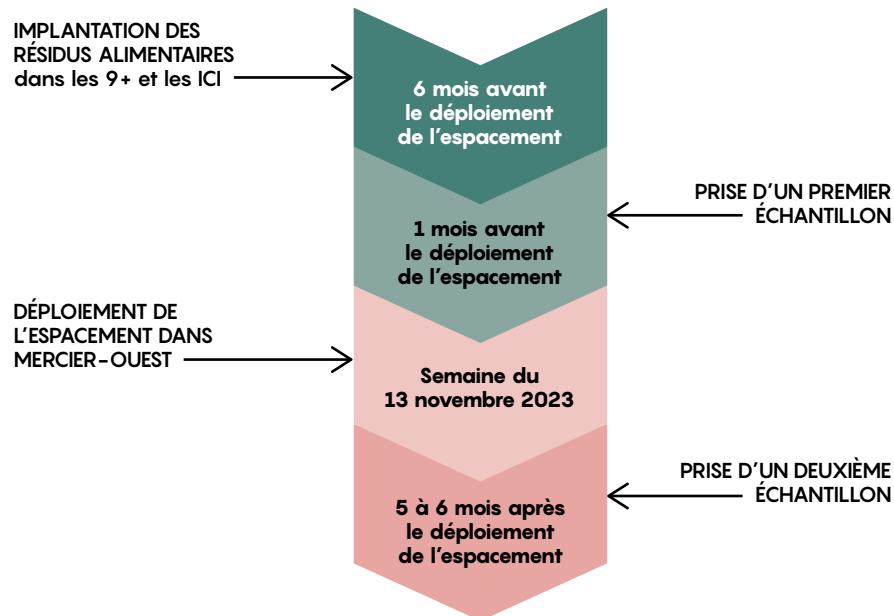 IMPLANTATION DES
RÉSIDUS ALIMENTAIRES
dans les 9+ et les ICI
6 mois avant
le déploiement
de l'espacement
PRISE D'UN PREMIER
ÉCHANTILLON
1 mois avant
le déploiement
de l'espacement
DÉPLOIEMENT DE
L'ESPACEMENT DANS
MERCIER-OUEST
Semaine du
13 novembre 2023
PRISE D'UN DEUXIÈME
ÉCHANTILLON
5 à 6 mois après
le déploiement
de l'espacement